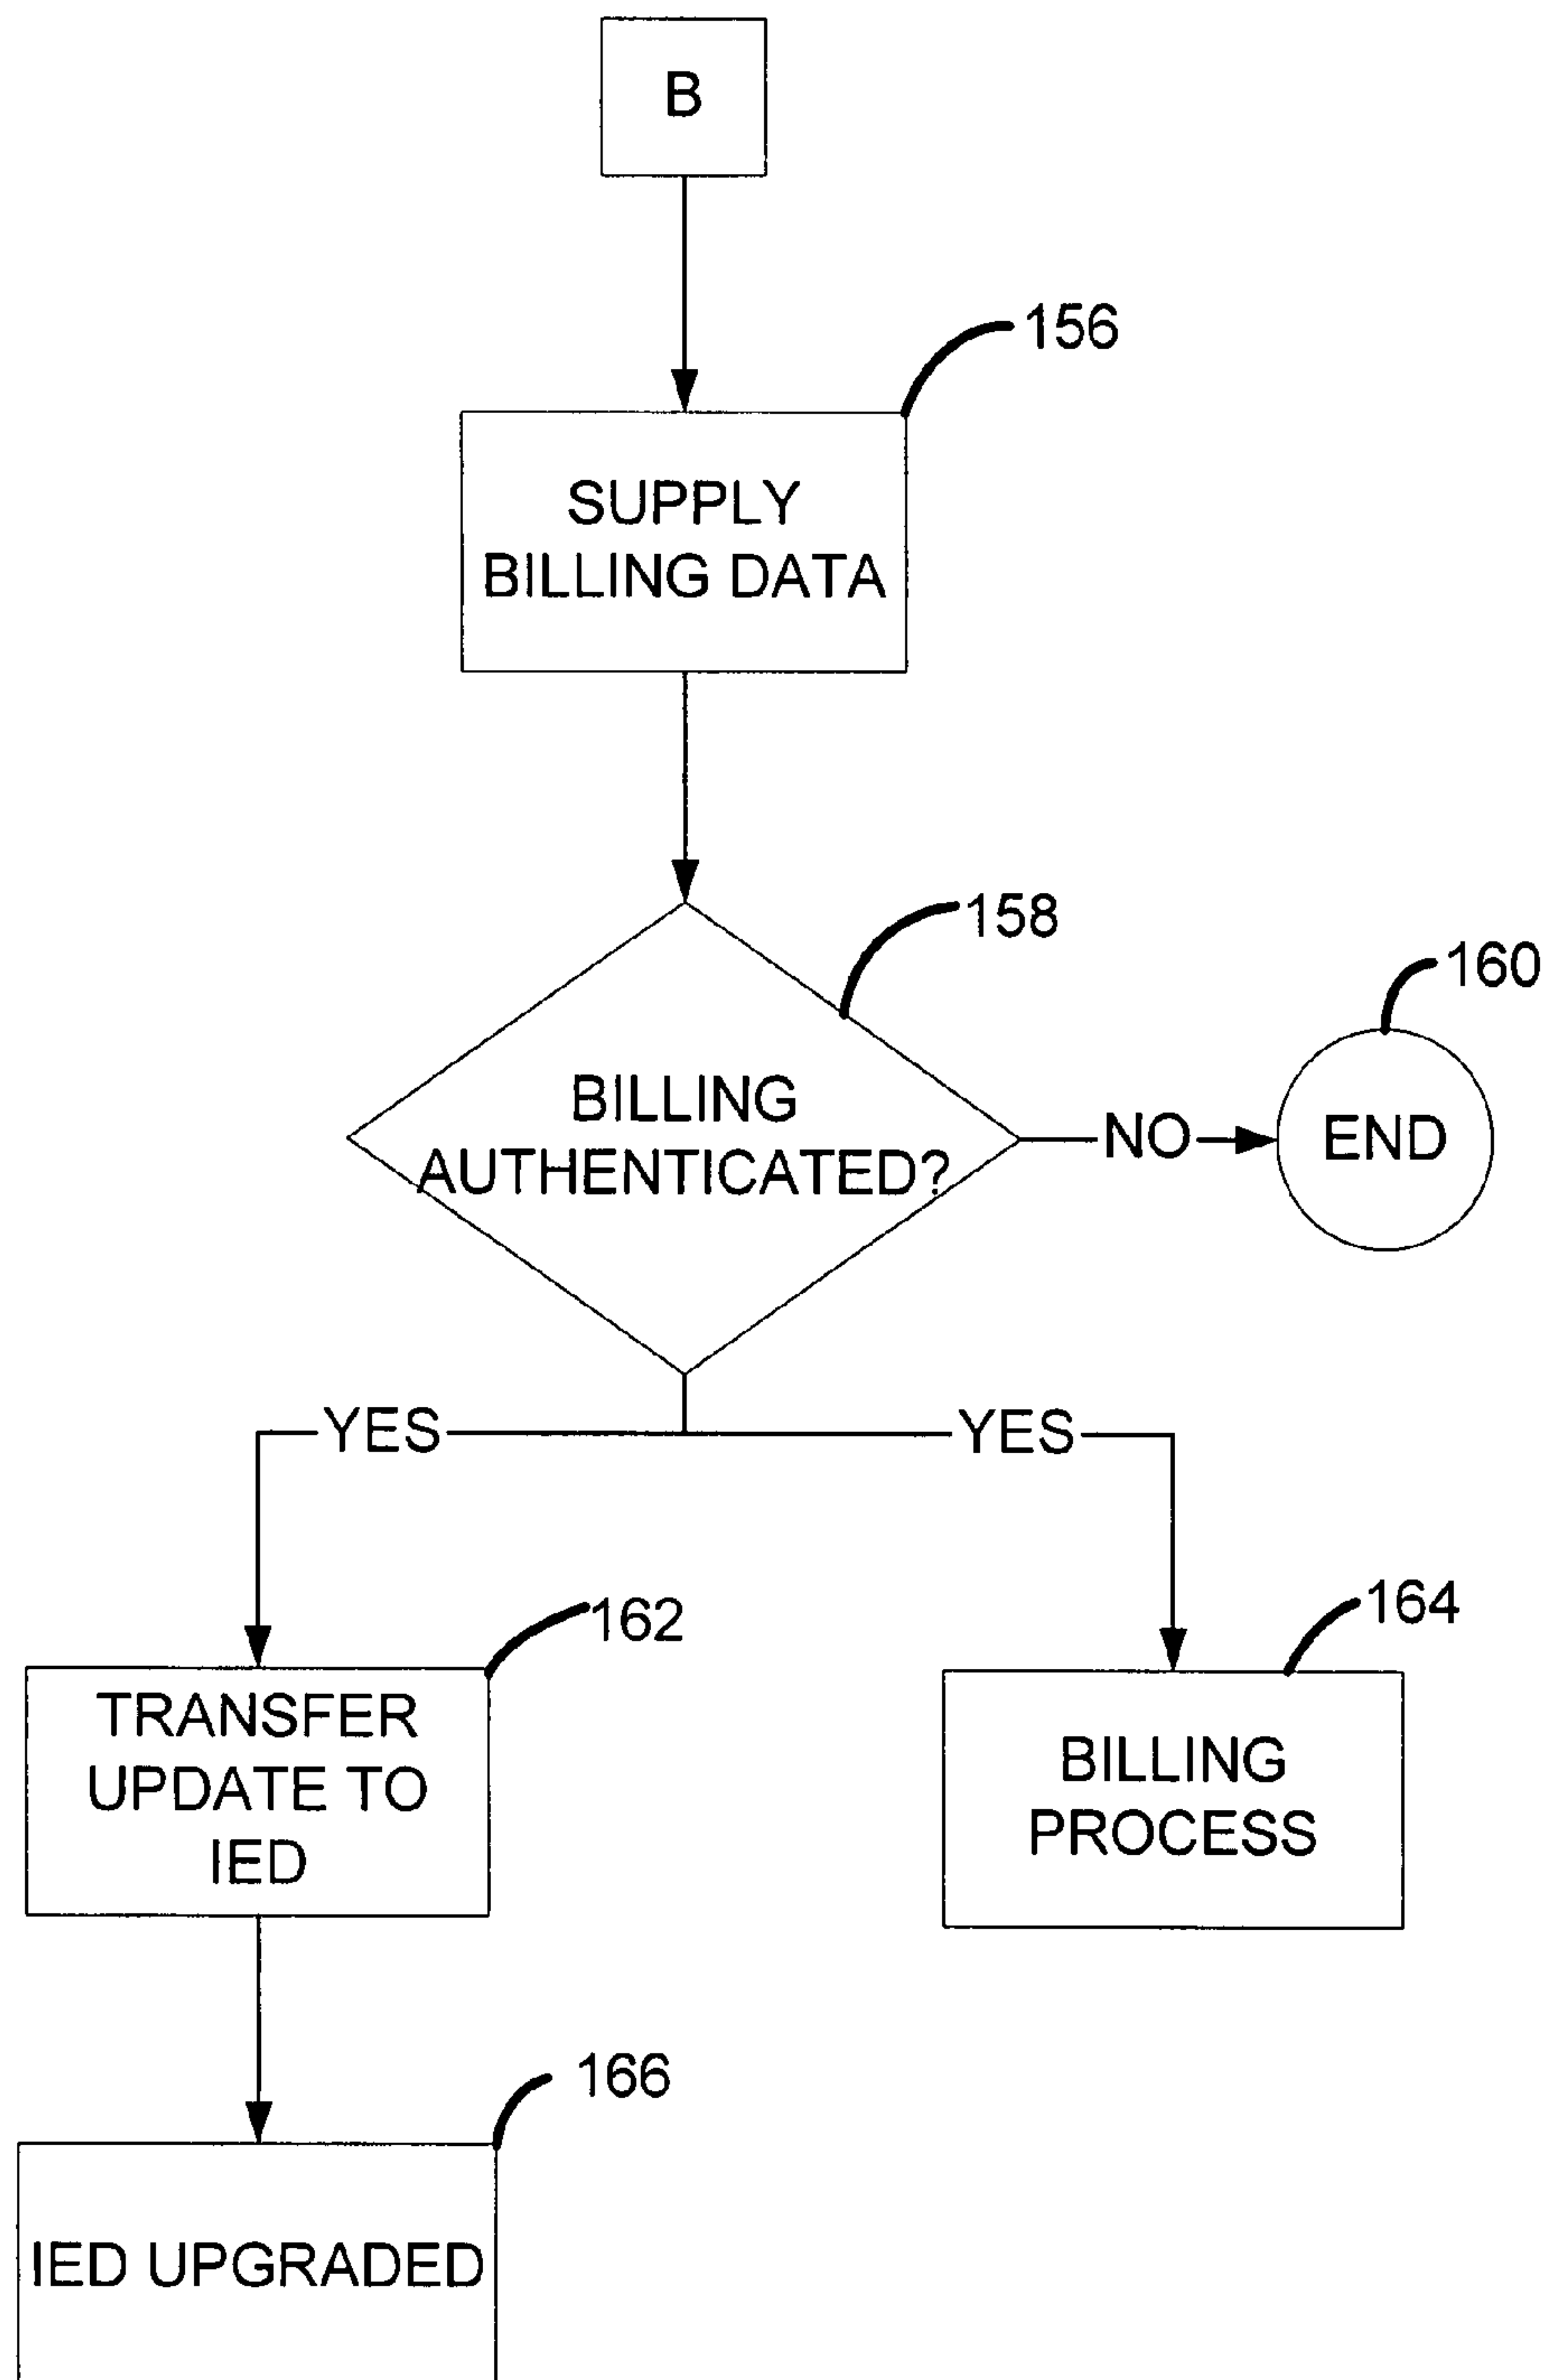 B
156
SUPPLY
BILLING DATA
158
160
BILLING
AUTHENTICATED?
NO
END
YES
YES
162
164
TRANSFER
UPDATE TO
IED
BILLING
PROCESS
166
IED UPGRADED